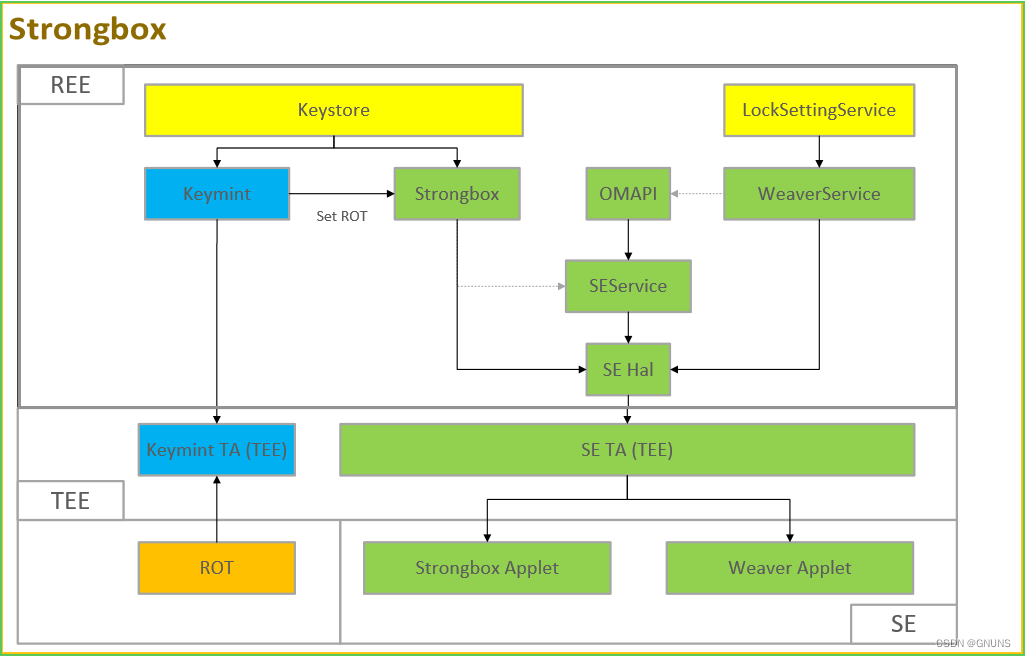 Strongbox
REE
Keystore
LockSettingService
Keymint
Set ROT
Strongbox
OMAPI
WeaverService
SEService
SE Hal
Keymint TA (TEE)
SE TA (TEE)
TEE
ROT
Strongbox Applet
Weaver Applet
SE
CSDN @GNUNS